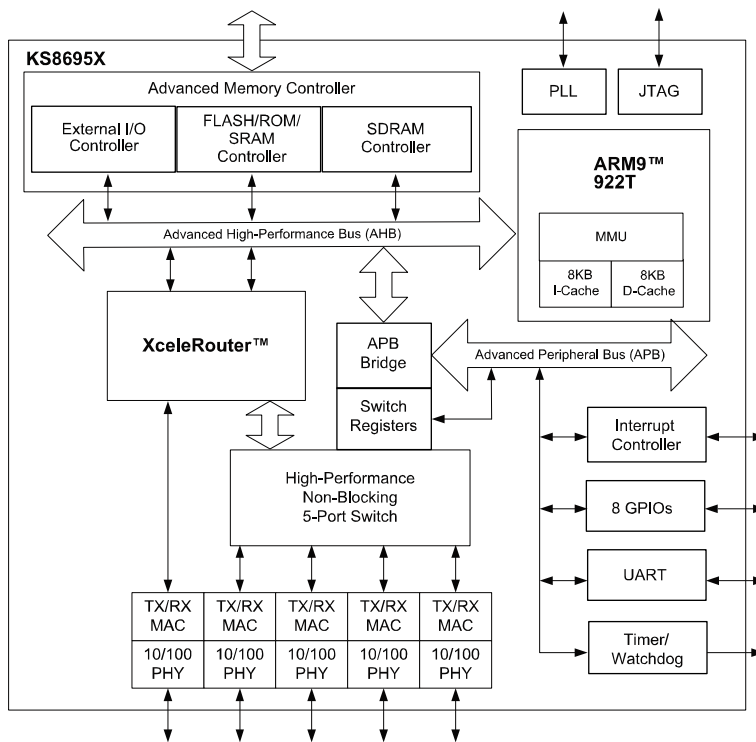 KS8695X
Advanced Memory Controller
External I/O
Controller
FLASH/ROM/
SRAM
Controller
SDRAM
Controller
PLL
JTAG
ARM9™
922T
MMU
8KB
I-Cache
8KB
D-Cache
Advanced High-Performance Bus (AHB)
XceleRouter™
APB
Bridge
Advanced Peripheral Bus (APB)
Switch
Registers
High-Performance
Non-Blocking
5-Port Switch
Interrupt
Controller
8 GPIOs
UART
Timer/
Watchdog
TX/RX
MAC
TX/RX
MAC
TX/RX
MAC
TX/RX
MAC
TX/RX
MAC
10/100
PHY
10/100
PHY
10/100
PHY
10/100
PHY
10/100
PHY